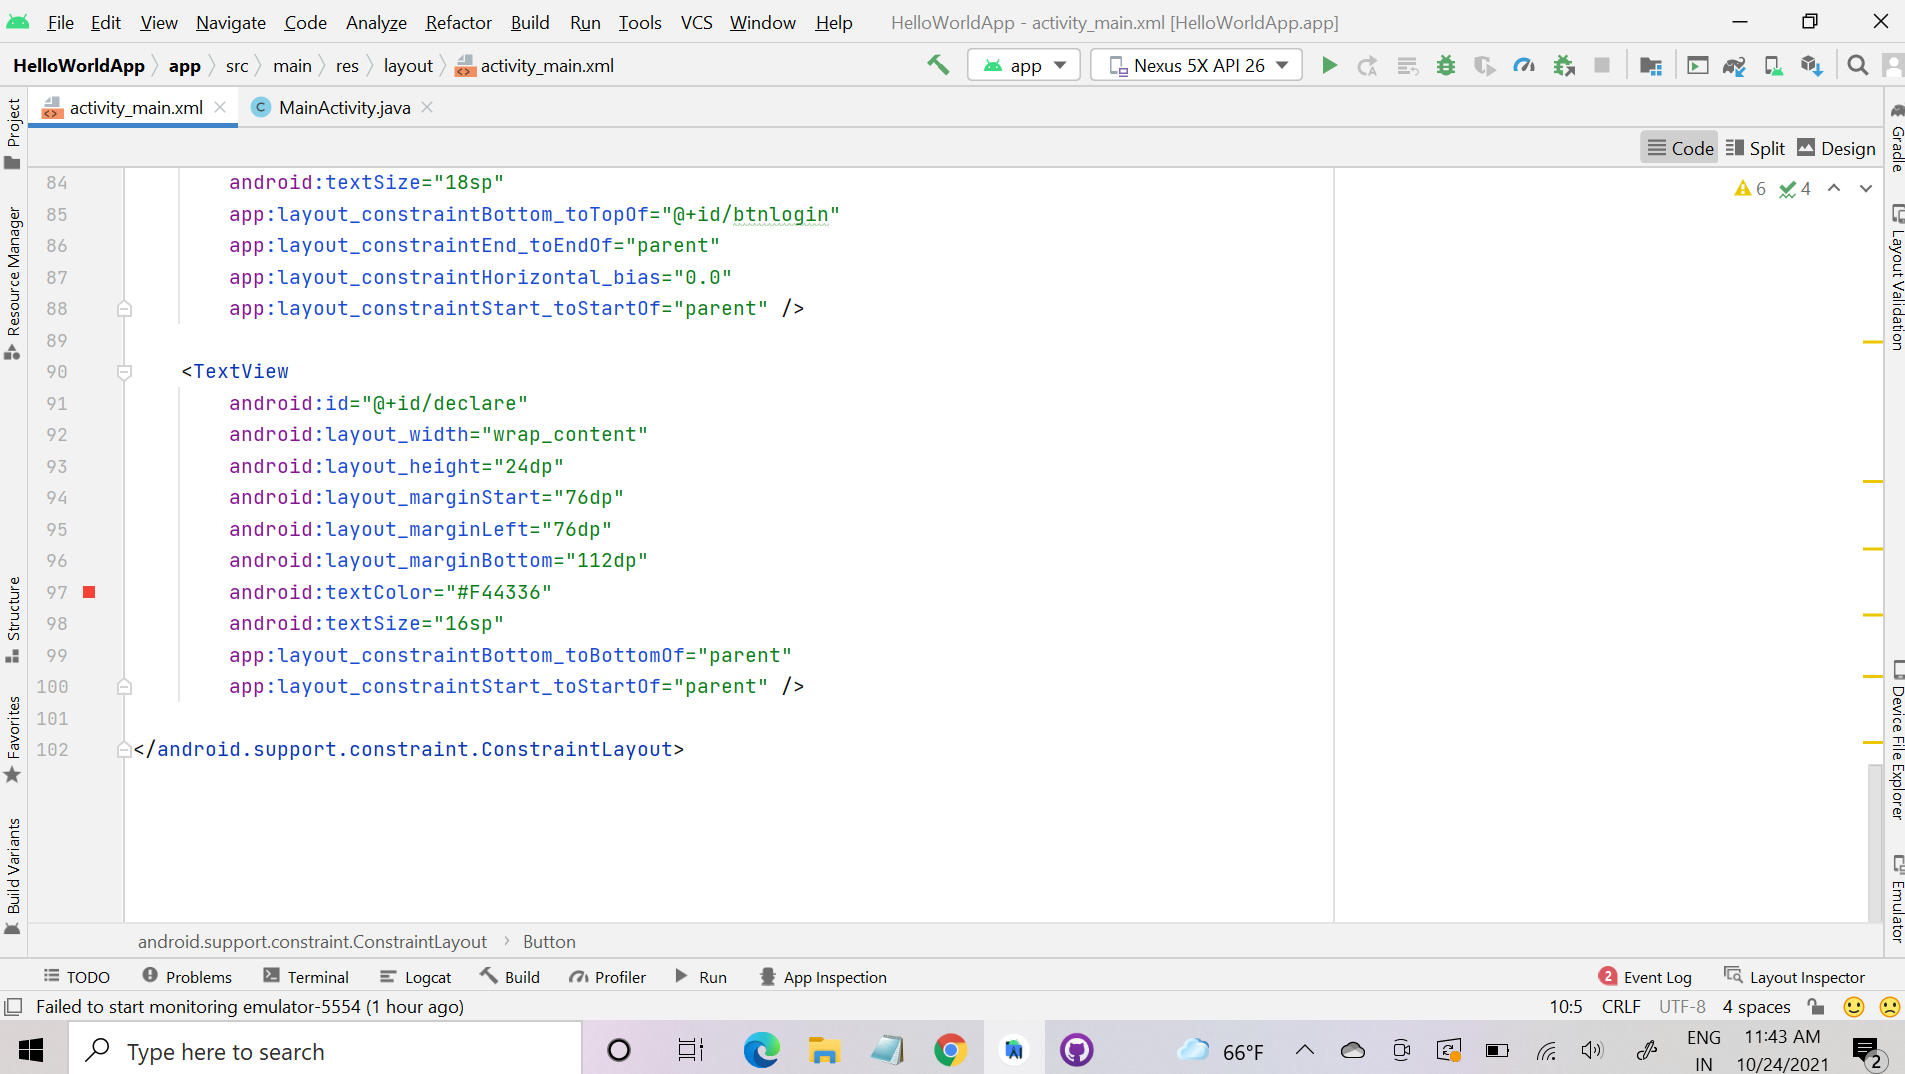 File Edit View Navigate Code Analyze Refactor Build Run Tools VCS Window Help HelloWorldApp - activity_main.xml [HelloWorldApp.app]
HelloWorldApp app src main res layout activity_main.xml app Nexus 5X API 26
activity_main.xml MainActivity.java
Code Split Design
6 4
84 android:textSize="18sp"
85 app:layout_constraintBottom_toTopOf="@+id/btnlogin"
86 app:layout_constraintEnd_toEndOf="parent"
87 app:layout_constraintHorizontal_bias="0.0"
88 app:layout_constraintStart_toStartOf="parent" />
89
90 <TextView
91 android:id="@+id/declare"
92 android:layout_width="wrap_content"
93 android:layout_height="24dp"
94 android:layout_marginStart="76dp"
95 android:layout_marginLeft="76dp"
96 android:layout_marginBottom="112dp"
97 android:textColor="#F44336"
98 android:textSize="16sp"
99 app:layout_constraintBottom_toBottomOf="parent"
100 app:layout_constraintStart_toStartOf="parent" />
101
102 </android.support.constraint.ConstraintLayout>
Project
Resource Manager
Structure
Favorites
Build Variants
Gradle
Layout Validation
Device File Explorer
Emulator
android.support.constraint.ConstraintLayout › Button
TODO Problems Terminal Logcat Build Profiler Run App Inspection 2 Event Log Layout Inspector
Failed to start monitoring emulator-5554 (1 hour ago) 10:5 CRLF UTF-8 4 spaces
Type here to search 66°F ENG IN 11:43 AM 10/24/2021 2